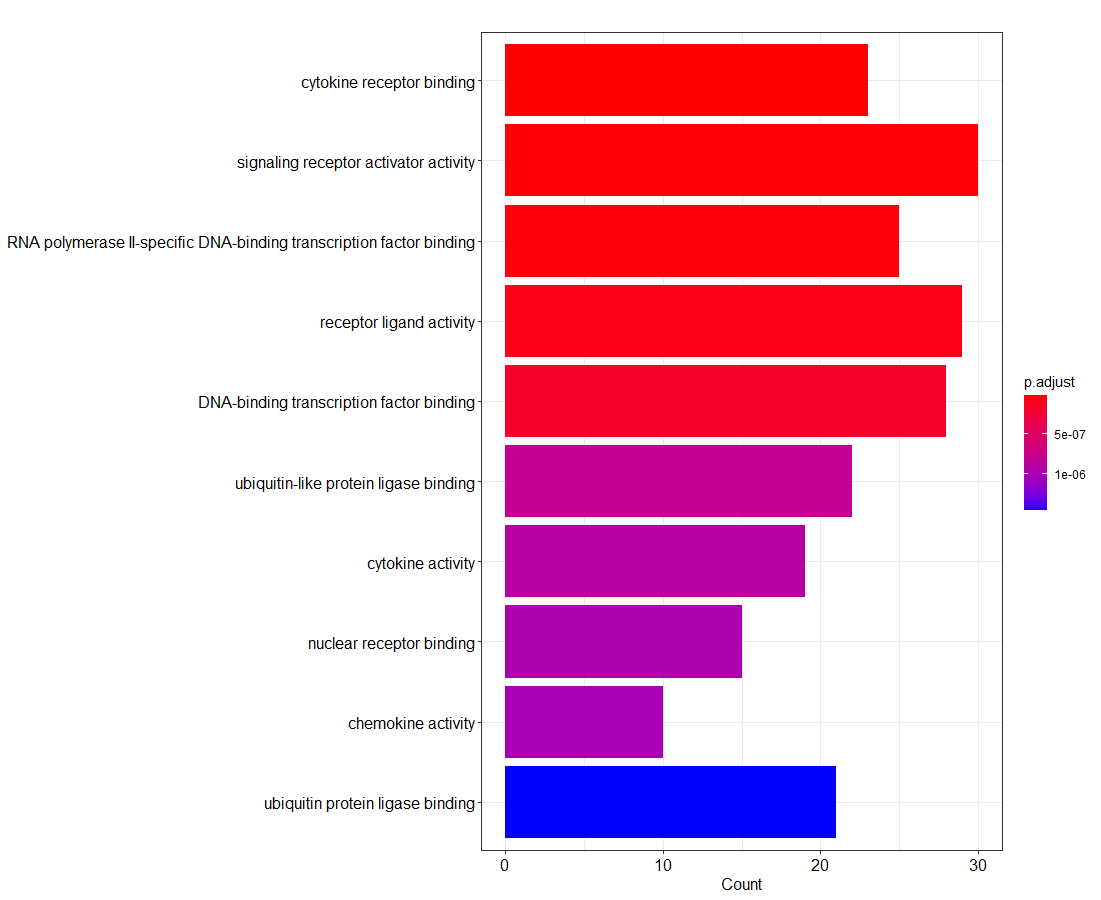 cytokine receptor binding
signaling receptor activator activity
RNA polymerase II-specific DNA-binding transcription factor binding
receptor ligand activity
DNA-binding transcription factor binding
ubiquitin-like protein ligase binding
cytokine activity
nuclear receptor binding
chemokine activity
ubiquitin protein ligase binding
0 10 20 30
Count
p.adjust
5e-07
1e-06